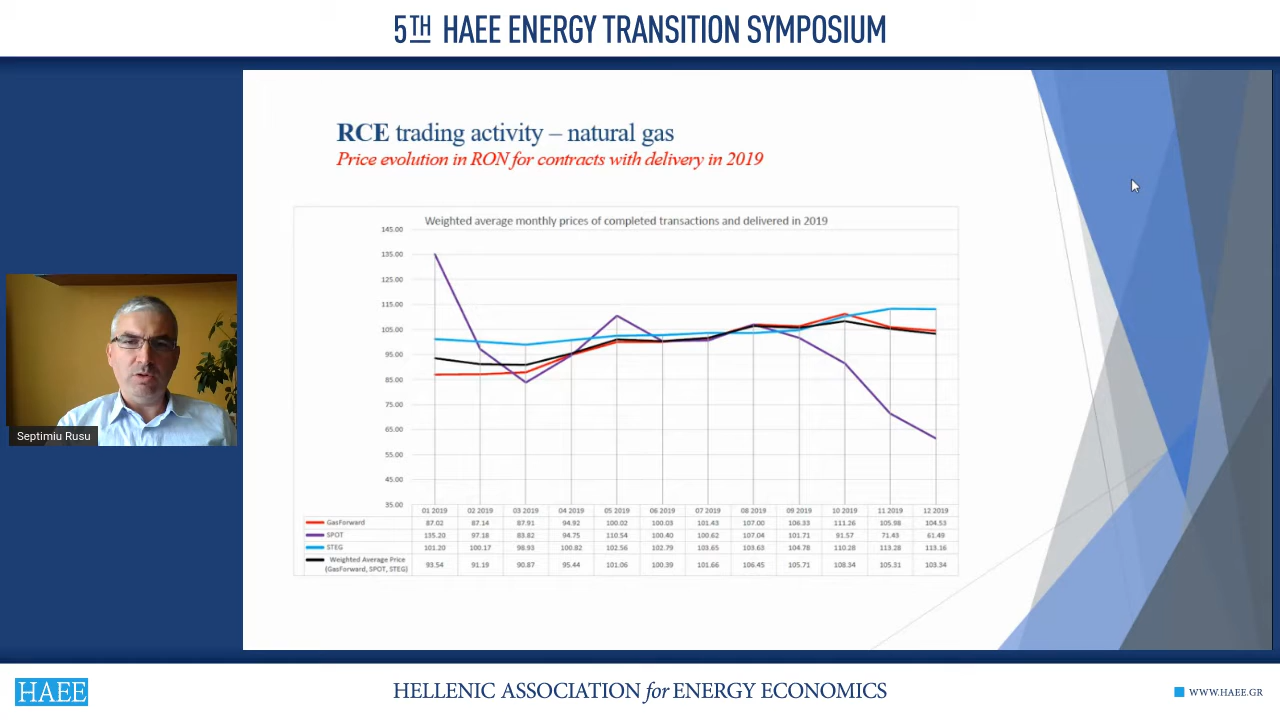 5TH HAEE ENERGY TRANSITION SYMPOSIUM
RCE trading activity – natural gas
Price evolution in RON for contracts with delivery in 2019
Weighted average monthly prices of completed transactions and delivered in 2019
145.00
135.00
125.00
115.00
105.00
95.00
85.00
75.00
65.00
55.00
45.00
35.00
01 2019 02 2019 03 2019 04 2019 05 2019 06 2019 07 2019 08 2019 09 2019 10 2019 11 2019 12 2019
GasForward 87.02 87.14 87.91 94.92 100.02 100.03 101.43 107.00 106.33 111.26 105.98 104.53
SPOT 135.20 97.18 83.82 94.75 110.54 100.40 100.62 107.04 101.71 91.57 71.43 61.49
STEG 101.20 100.17 98.93 100.82 102.56 102.79 103.65 103.63 104.78 110.28 113.28 113.16
Weighted Average Price
(GasForward, SPOT, STEG) 93.54 91.19 90.87 95.44 101.06 100.39 101.66 106.45 105.71 108.34 105.31 103.34
Septimiu Rusu
HAEE
HELLENIC ASSOCIATION for ENERGY ECONOMICS
WWW.HAEE.GR